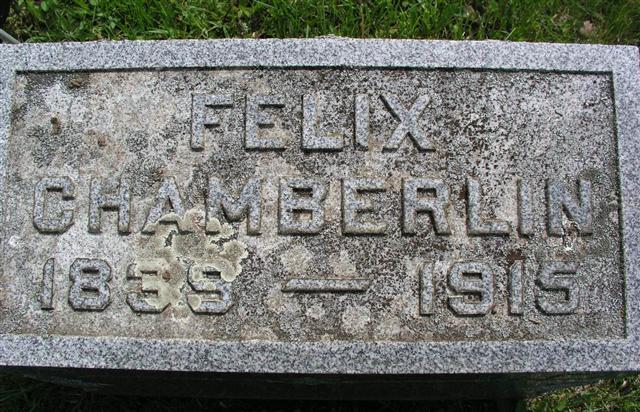 FELIX
CHAMBERLIN
1839 — 1915